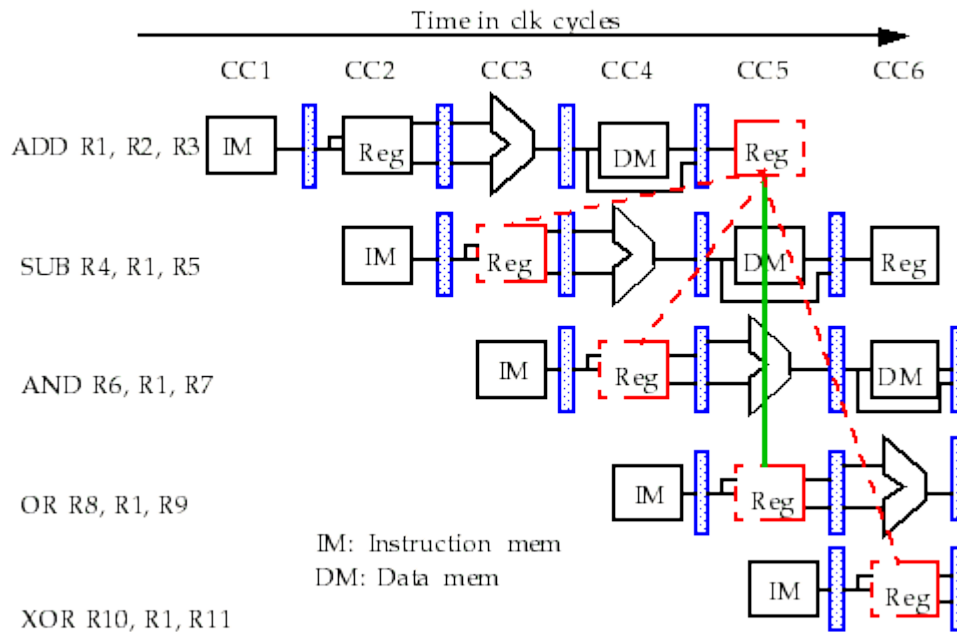 Time in clk cycles
CC1 CC2 CC3 CC4 CC5 CC6
ADD R1, R2, R3 IM Reg DM Reg
SUB R4, R1, R5 IM Reg DM Reg
AND R6, R1, R7 IM Reg DM
OR R8, R1, R9 IM Reg
IM: Instruction mem
DM: Data mem
IM Reg
XOR R10, R1, R11